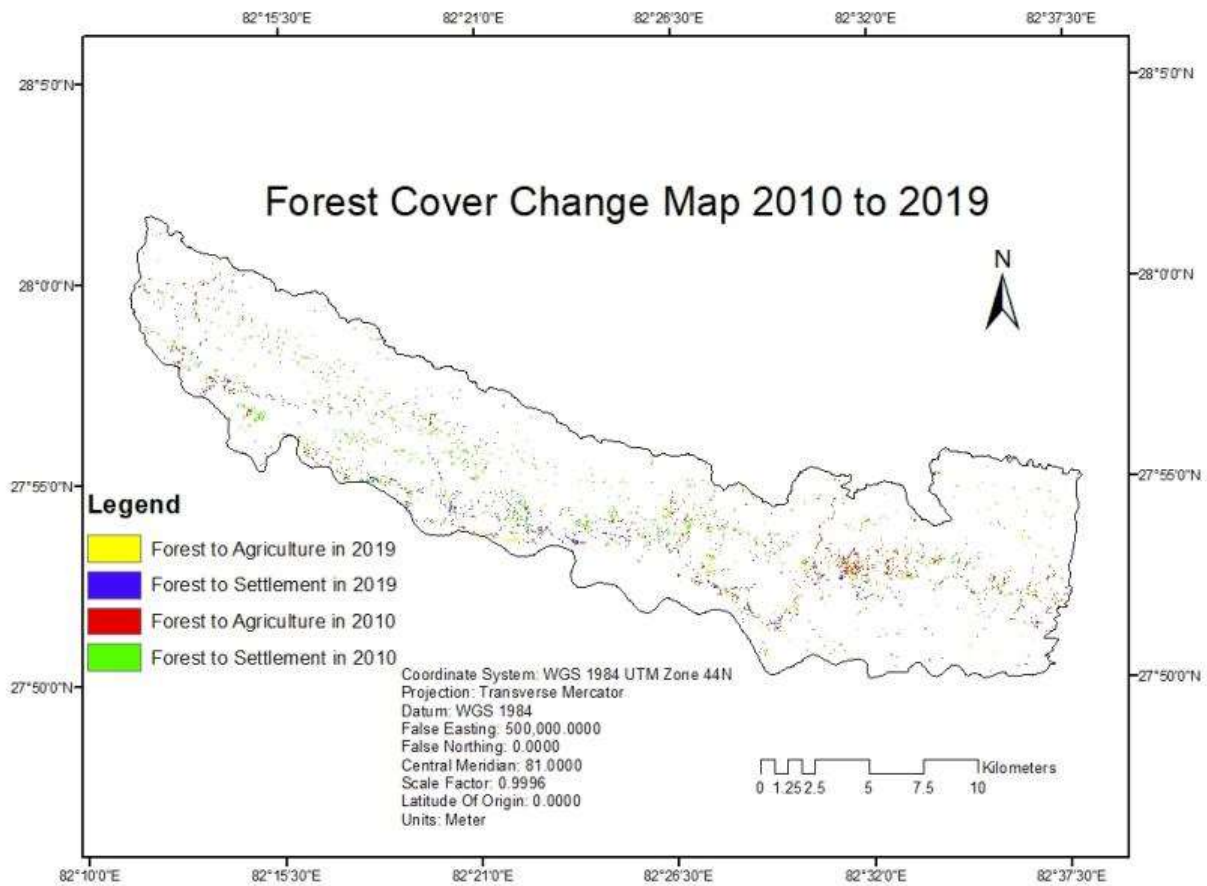 82°15'30"E 82°21'0"E 82°26'30"E 82°32'0"E 82°37'30"E
28°5'0"N 28°5'0"N
Forest Cover Change Map 2010 to 2019
N
28°0'0"N 28°0'0"N
27°55'0"N 27°55'0"N
Legend
Forest to Agriculture in 2019
Forest to Settlement in 2019
Forest to Agriculture in 2010
Forest to Settlement in 2010
27°50'0"N 27°50'0"N
Coordinate System: WGS 1984 UTM Zone 44N
Projection: Transverse Mercator
Datum: WGS 1984
False Easting: 500,000.0000
False Northing: 0.0000
Central Meridian: 81.0000
Scale Factor: 0.9996
Latitude Of Origin: 0.0000
Units: Meter
Kilometers
0 1.25 2.5 5 7.5 10
82°10'0"E 82°15'30"E 82°21'0"E 82°26'30"E 82°32'0"E 82°37'30"E